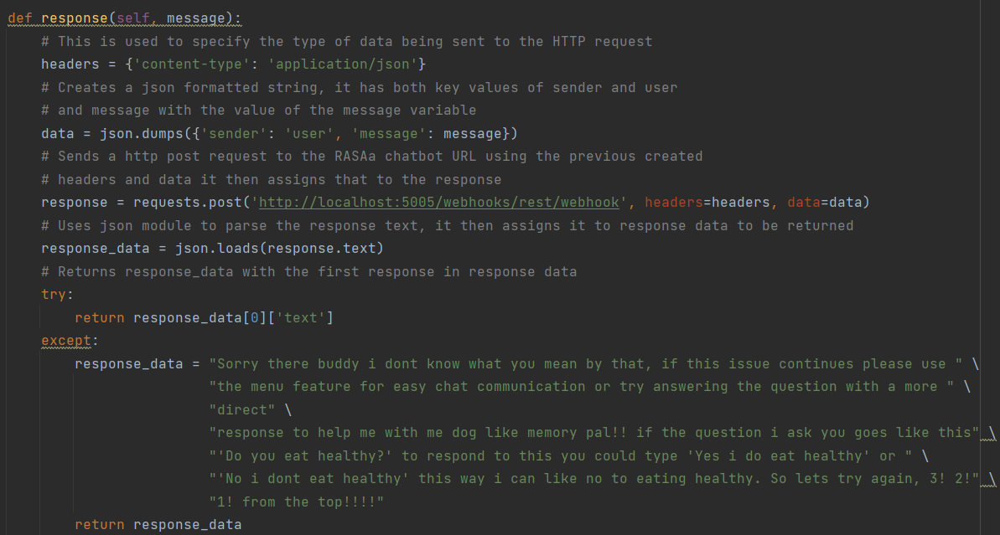 def response(self, message):
    # This is used to specify the type of data being sent to the HTTP request
    headers = {'content-type': 'application/json'}
    # Creates a json formatted string, it has both key values of sender and user
    # and message with the value of the message variable
    data = json.dumps({'sender': 'user', 'message': message})
    # Sends a http post request to the RASAa chatbot URL using the previous created
    # headers and data it then assigns that to the response
    response = requests.post('http://localhost:5005/webhooks/rest/webhook', headers=headers, data=data)
    # Uses json module to parse the response text, it then assigns it to response data to be returned
    response_data = json.loads(response.text)
    # Returns response_data with the first response in response data
    try:
        return response_data[0]['text']
    except:
        response_data = "Sorry there buddy i dont know what you mean by that, if this issue continues please use " \
                        "the menu feature for easy chat communication or try answering the question with a more " \
                        "direct" \
                        "response to help me with me dog like memory pal!! if the question i ask you goes like this" \
                        "'Do you eat healthy?' to respond to this you could type 'Yes i do eat healthy' or " \
                        "'No i dont eat healthy' this way i can like no to eating healthy. So lets try again, 3! 2!" \
                        "1! from the top!!!!"
        return response_data